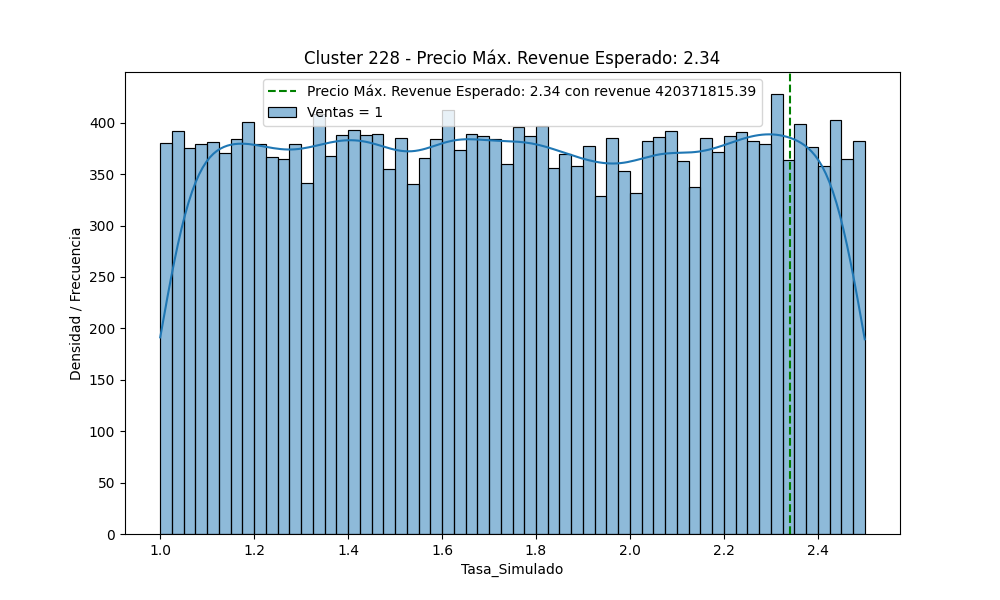 Cluster 228 - Precio Máx. Revenue Esperado: 2.34
Precio Máx. Revenue Esperado: 2.34 con revenue 420371815.39
Ventas = 1
400
350
300
250
200
150
100
50
0
Densidad / Frecuencia
1.0 1.2 1.4 1.6 1.8 2.0 2.2 2.4
Tasa_Simulado